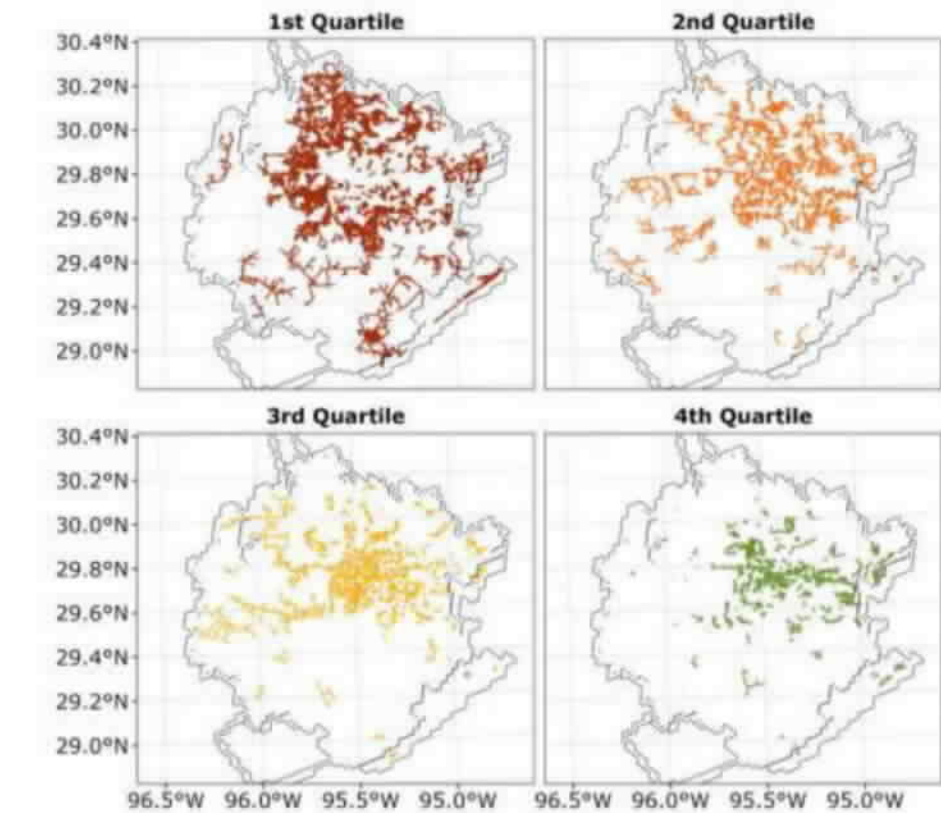 1st Quartile
2nd Quartile
30.4°N
30.2°N
30.0°N
29.8°N
29.6°N
29.4°N
29.2°N
29.0°N
3rd Quartile
4th Quartile
30.4°N
30.2°N
30.0°N
29.8°N
29.6°N
29.4°N
29.2°N
29.0°N
96.5°W 96.0°W 95.5°W 95.0°W
96.5°W 96.0°W 95.5°W 95.0°W